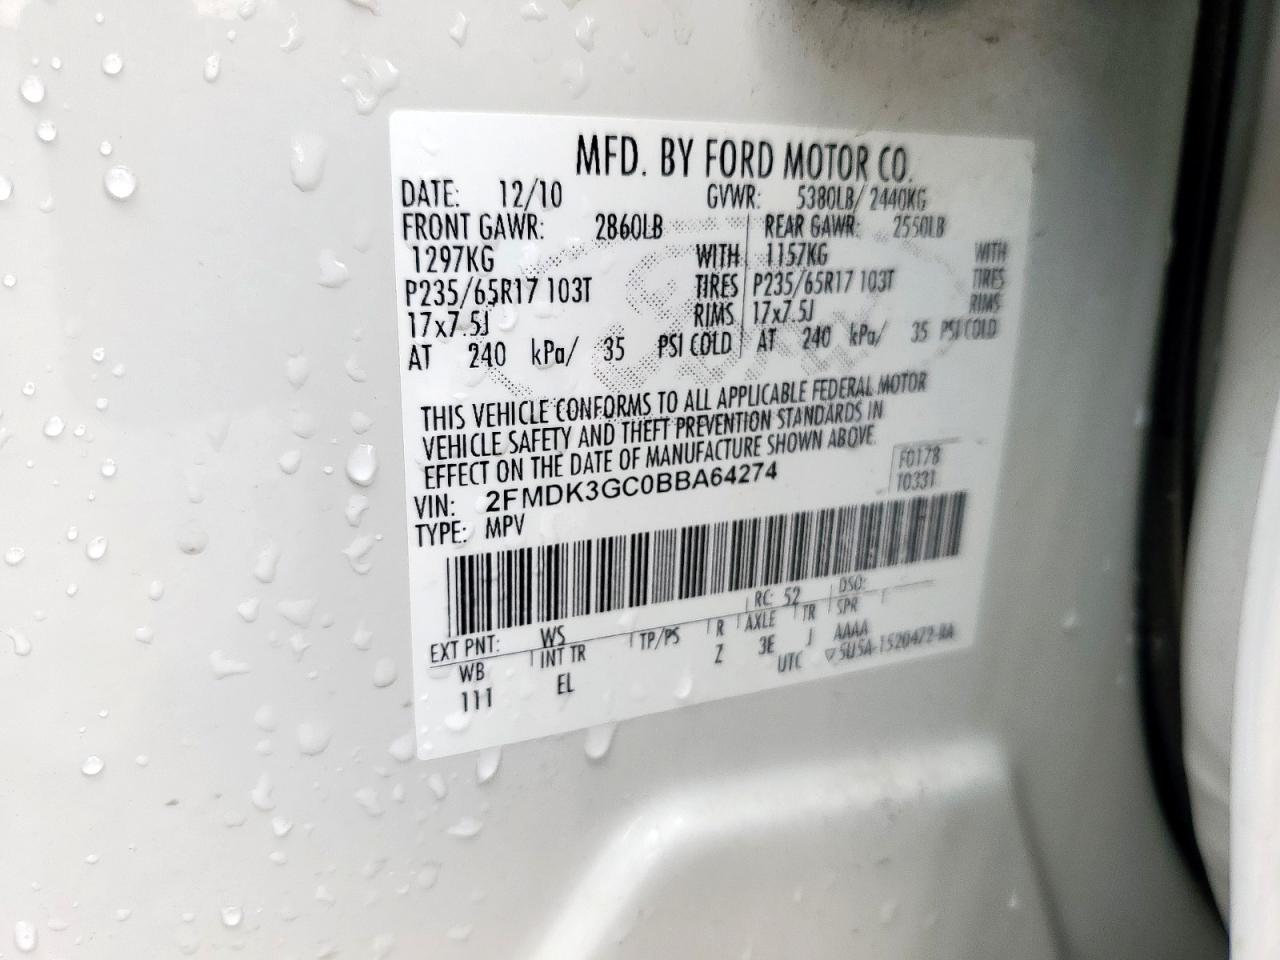 MFD. BY FORD MOTOR CO.
DATE: 12/10 GVWR: 5380LB/ 2440KG
FRONT GAWR: 2860LB REAR GAWR: 2550LB
1297KG WITH 1157KG WITH
P235/65R17 103T TIRES P235/65R17 103T TIRES
17x7.5J RIMS 17x7.5J RIMS
AT 240 kPa/ 35 PSI COLD AT 240 kPa/ 35 PSI COLD
THIS VEHICLE CONFORMS TO ALL APPLICABLE FEDERAL MOTOR
VEHICLE SAFETY AND THEFT PREVENTION STANDARDS IN
EFFECT ON THE DATE OF MANUFACTURE SHOWN ABOVE.
VIN: 2FMDK3GC0BBA64274 F0178
TYPE: MPV T0331
RC: 52 DSO:
EXT PNT: WS TP/PS R AXLE TR SPR
WB INT TR Z 3E J AAAA
111 EL UTC 5U5A-1520472-BA